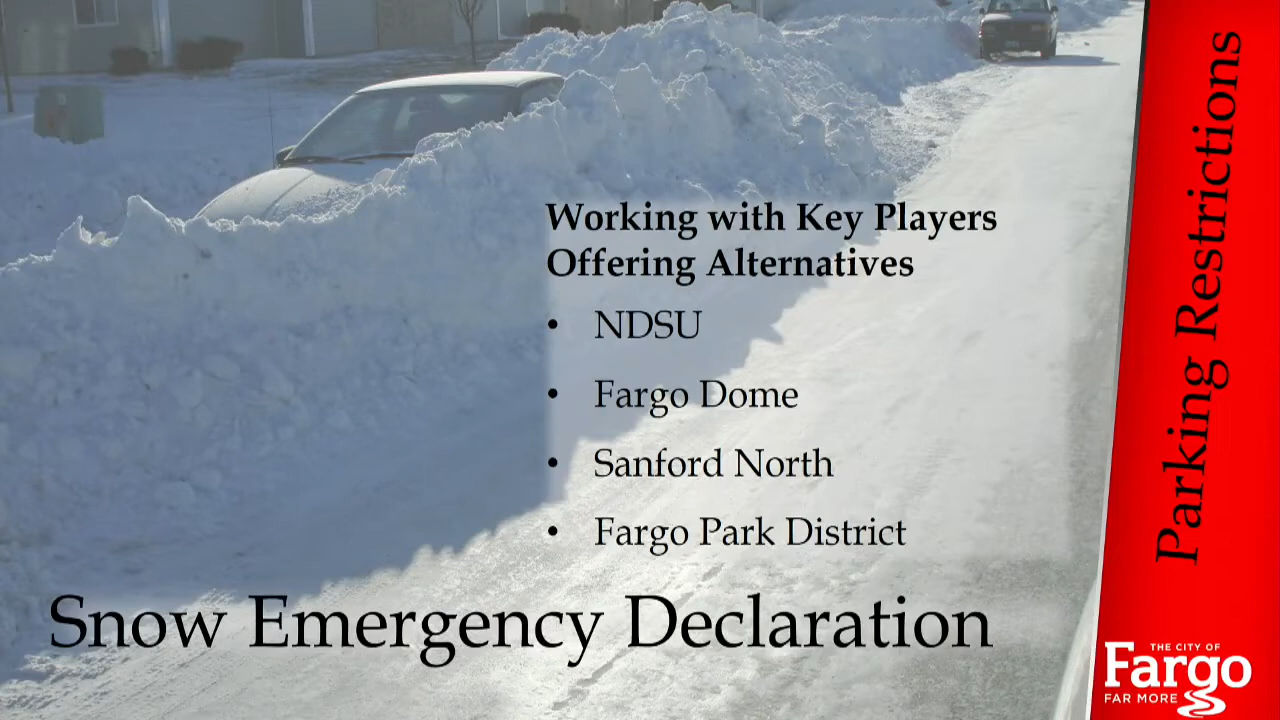 Working with Key Players
Offering Alternatives
• NDSU
• Fargo Dome
• Sanford North
• Fargo Park District
Snow Emergency Declaration
Parking Restrictions
THE CITY OF
Fargo
FAR MORE